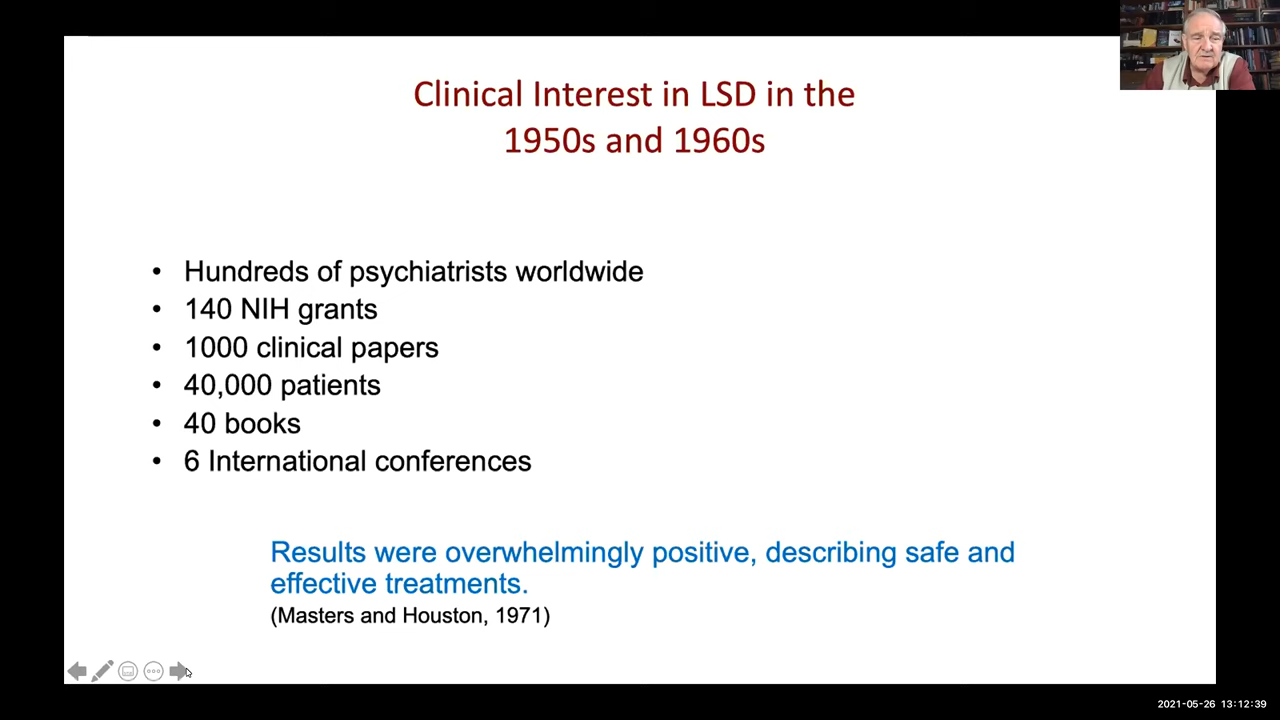 Clinical Interest in LSD in the
1950s and 1960s
• Hundreds of psychiatrists worldwide
• 140 NIH grants
• 1000 clinical papers
• 40,000 patients
• 40 books
• 6 International conferences
Results were overwhelmingly positive, describing safe and
effective treatments.
(Masters and Houston, 1971)
2021-05-26 13:12:39